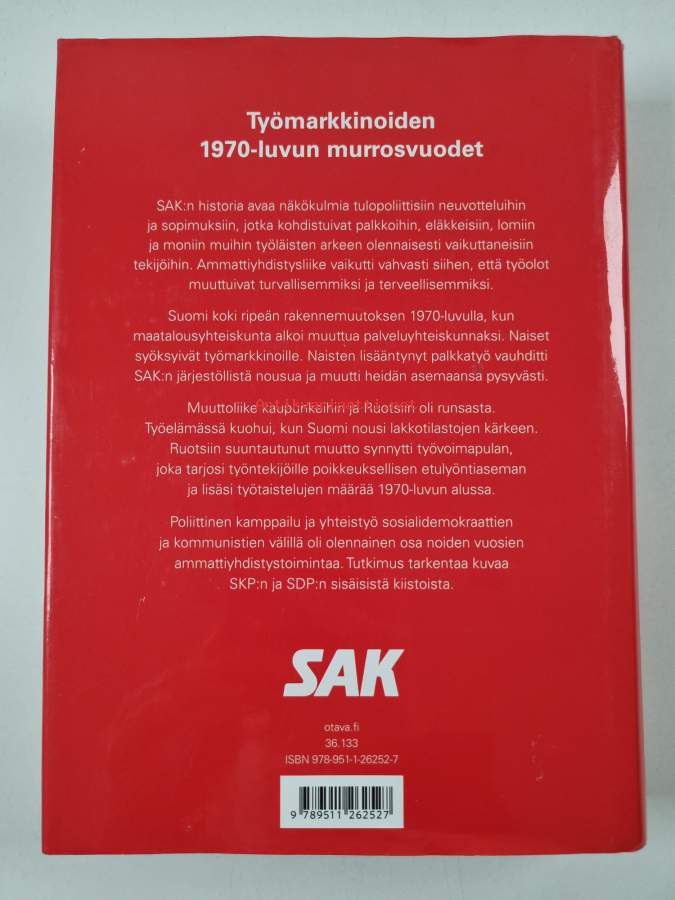 Työmarkkinoiden
1970-luvun murrosvuodet
SAK:n historia avaa näkökulmia tulopoliittisiin neuvotteluihin
ja sopimuksiin, jotka kohdistuivat palkkoihin, eläkkeisiin, lomiin
ja moniin muihin työläisten arkeen olennaisesti vaikuttaneisiin
tekijöihin. Ammattiyhdistysliike vaikutti vahvasti siihen, että työolot
muuttuivat turvallisemmiksi ja terveellisemmiksi.
Suomi koki ripeän rakennemuutoksen 1970-luvulla, kun
maatalousyhteiskunta alkoi muuttua palveluyhteiskunnaksi. Naiset
syöksyivät työmarkkinoille. Naisten lisääntynyt palkkatyö vauhditti
SAK:n järjestöllistä nousua ja muutti heidän asemaansa pysyvästi.
Antikvariaatti.net
Muuttoliike kaupunkeihin ja Ruotsiin oli runsasta.
Työelämässä kuohui, kun Suomi nousi lakkotilastojen kärkeen.
Ruotsiin suuntautunut muutto synnytti työvoimapulan,
joka tarjosi työntekijöille poikkeuksellisen etulyöntiaseman
ja lisäsi työtaistelujen määrää 1970-luvun alussa.
Poliittinen kamppailu ja yhteistyö sosialidemokraattien
ja kommunistien välillä oli olennainen osa noiden vuosien
ammattiyhdistystoimintaa. Tutkimus tarkentaa kuvaa
SKP:n ja SDP:n sisäisistä kiistoista.
SAK
otava.fi
36.133
ISBN 978-951-1-26252-7
9 789511 262527